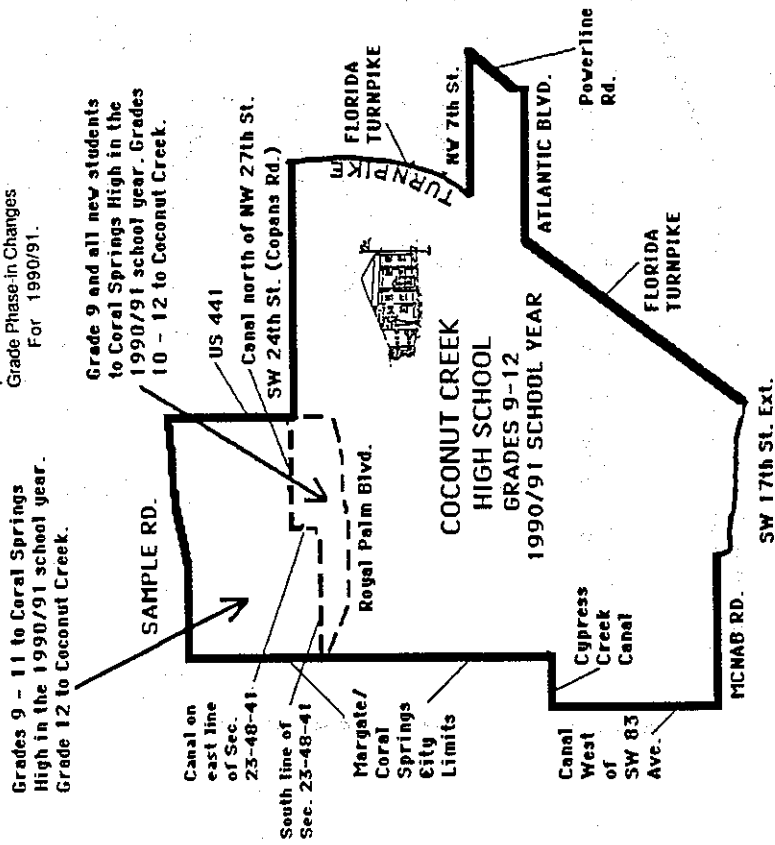 Grade Phase-in Changes
For 1990/91.
Grades 9 - 11 to Coral Springs
High in the 1990/91 school year.
Grade 12 to Coconut Creek.
Grade 9 and all new students
to Coral Springs High in the
1990/91 school year. Grades
10 - 12 to Coconut Creek.
SAMPLE RD.
US 441
Canal north of NW 27th St.
SW 24th St. (Copans Rd.)
Canal on
east line
of Sec.
23-48-41
South line of
Sec. 23-48-41
Royal Palm Blvd.
FLORIDA
TURNPIKE
TURNPIKE
NW 7th St.
Powerline
Rd.
ATLANTIC BLVD.
Margate/
Coral
Springs
City
Limits
COCONUT CREEK
HIGH SCHOOL
GRADES 9-12
1990/91 SCHOOL YEAR
FLORIDA
TURNPIKE
Cypress
Creek
Canal
Canal
West
of
SW 83
Ave.
MCNAB RD.
SW 17th St. Ext.